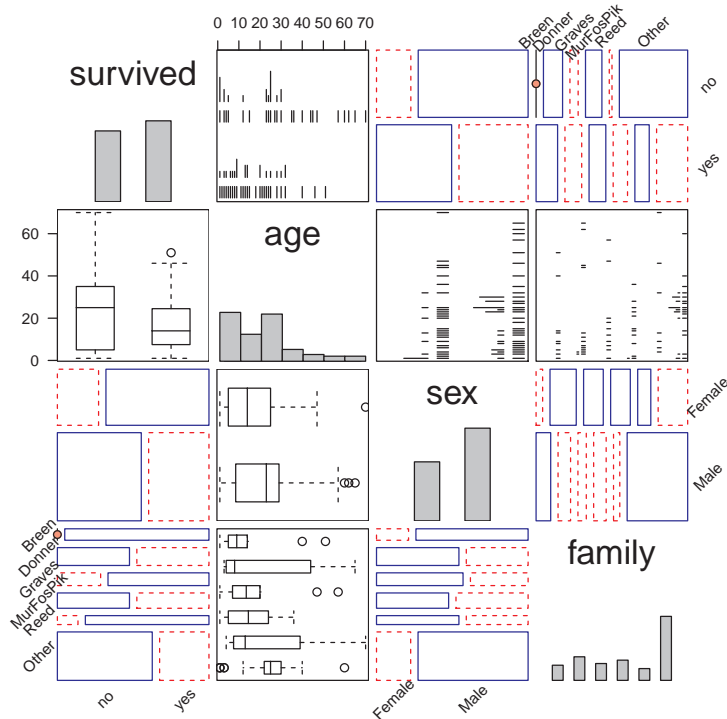 0 10 20 30 40 50 60 70
Breen
Donner
Graves
MurFosPik
Reed
Other
survived
no
yes
age
60
40
20
0
sex
Female
Male
Breen
Donner
Graves
MurFosPik
Reed
Other
family
no
yes
Female
Male